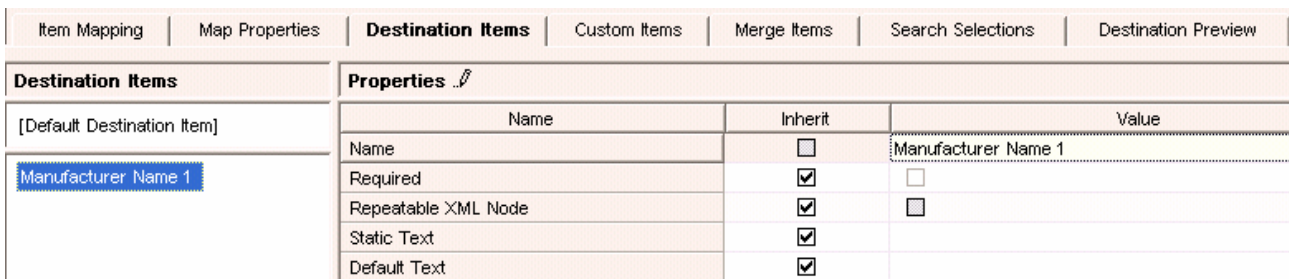 Item Mapping Map Properties Destination Items Custom Items Merge Items Search Selections Destination Preview
Destination Items Properties
[Default Destination Item] Name Inherit Value
Name Manufacturer Name 1
Manufacturer Name 1 Required
Repeatable XML Node
Static Text
Default Text